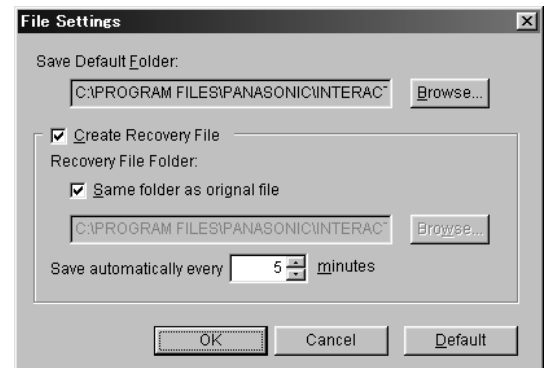 File Settings
Save Default Folder:
C:\PROGRAM FILES\PANASONIC\INTERAC
Browse...
Create Recovery File
Recovery File Folder:
Same folder as orignal file
C:\PROGRAM FILES\PANASONIC\INTERAC
Browse...
Save automatically every 5 minutes
OK Cancel Default